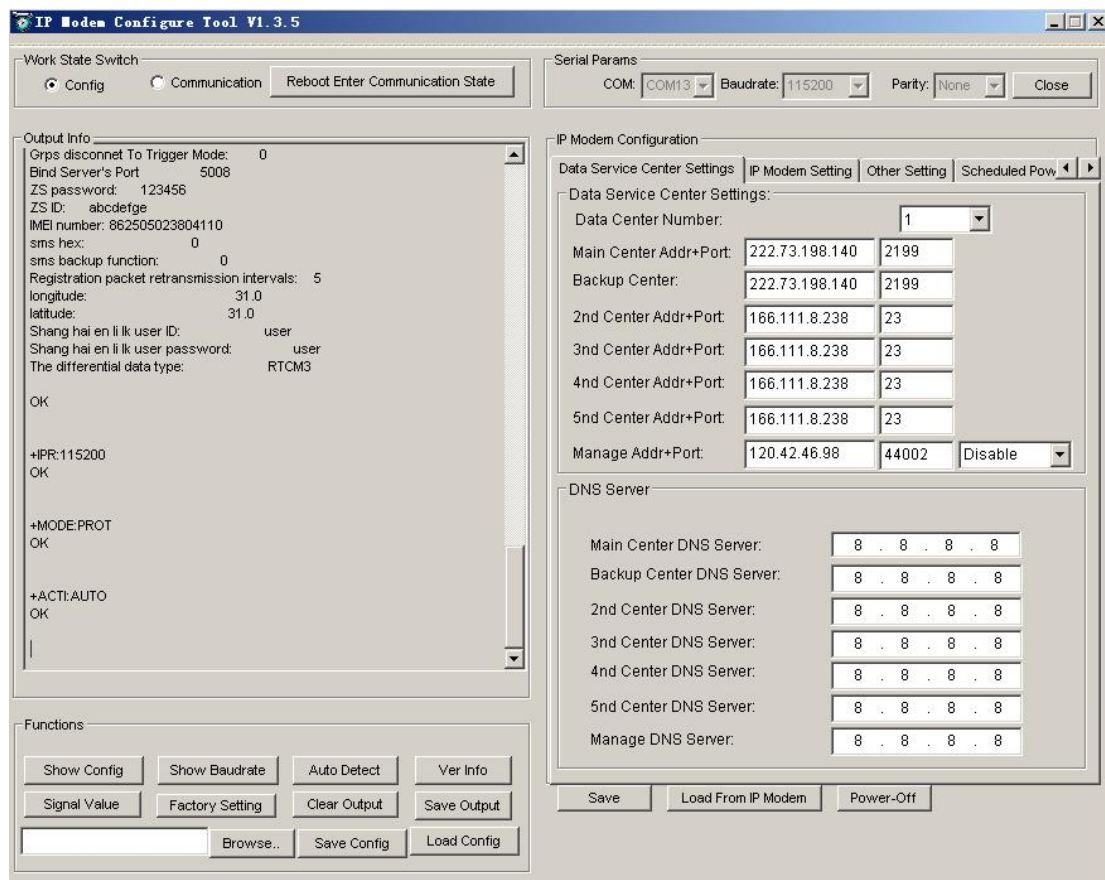 IP Modem Configure Tool V1.3.5
Work State Switch
Config Communication Reboot Enter Communication State
Serial Params
COM: COM13 Baudrate: 115200 Parity: None Close
Output Info
Grps disconnet To Trigger Mode: 0
Bind Server's Port 5008
ZS password: 123456
ZS ID: abcdefge
IMEI number: 862505023804110
sms hex: 0
sms backup function: 0
Registration packet retransmission intervals: 5
longitude: 31.0
latitude: 31.0
Shang hai en li lk user ID: user
Shang hai en li lk user password: user
The differential data type: RTCM3
OK
+IPR:115200
OK
+MODE:PROT
OK
+ACTI:AUTO
OK
Functions
Show Config Show Baudrate Auto Detect Ver Info
Signal Value Factory Setting Clear Output Save Output
Browse.. Save Config Load Config
IP Modem Configuration
Data Service Center Settings IP Modem Setting Other Setting Scheduled Pow
Data Service Center Settings:
Data Center Number: 1
Main Center Addr+Port: 222.73.198.140 2199
Backup Center: 222.73.198.140 2199
2nd Center Addr+Port: 166.111.8.238 23
3nd Center Addr+Port: 166.111.8.238 23
4nd Center Addr+Port: 166.111.8.238 23
5nd Center Addr+Port: 166.111.8.238 23
Manage Addr+Port: 120.42.46.98 44002 Disable
DNS Server
Main Center DNS Server: 8 . 8 . 8 . 8
Backup Center DNS Server: 8 . 8 . 8 . 8
2nd Center DNS Server: 8 . 8 . 8 . 8
3nd Center DNS Server: 8 . 8 . 8 . 8
4nd Center DNS Server: 8 . 8 . 8 . 8
5nd Center DNS Server: 8 . 8 . 8 . 8
Manage DNS Server: 8 . 8 . 8 . 8
Save Load From IP Modem Power-Off